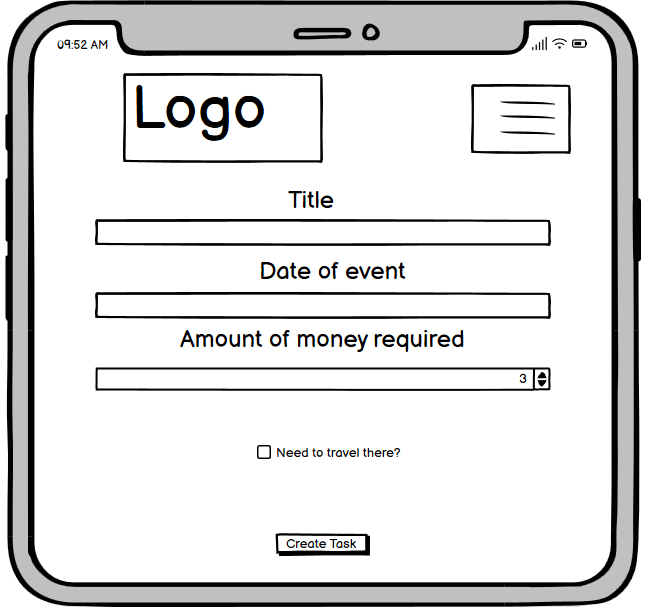 09:52 AM
Logo
Title
Date of event
Amount of money required
3
Need to travel there?
Create Task